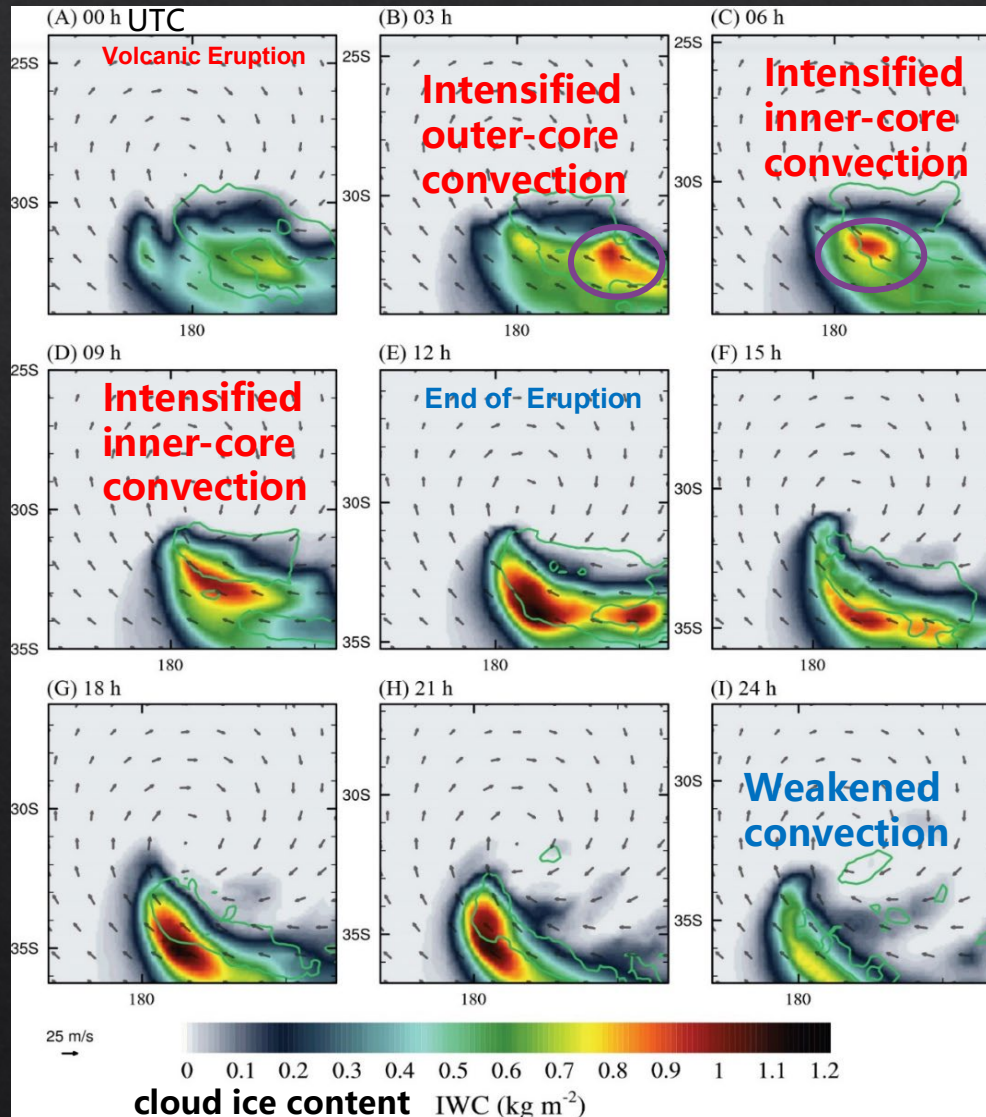 (A) 00 h UTC
Volcanic Eruption
25S
30S
180
(B) 03 h
Intensified
outer-core
convection
25S
30S
180
(C) 06 h
Intensified
inner-core
convection
25S
30S
180
(D) 09 h
Intensified
inner-core
convection
25S
30S
35S
180
(E) 12 h
End of Eruption
30S
35S
180
(F) 15 h
30S
35S
180
(G) 18 h
30S
35S
180
(H) 21 h
30S
35S
180
(I) 24 h
Weakened
convection
30S
35S
180
25 m/s
0 0.1 0.2 0.3 0.4 0.5 0.6 0.7 0.8 0.9 1 1.1 1.2
cloud ice content IWC (kg m⁻²)